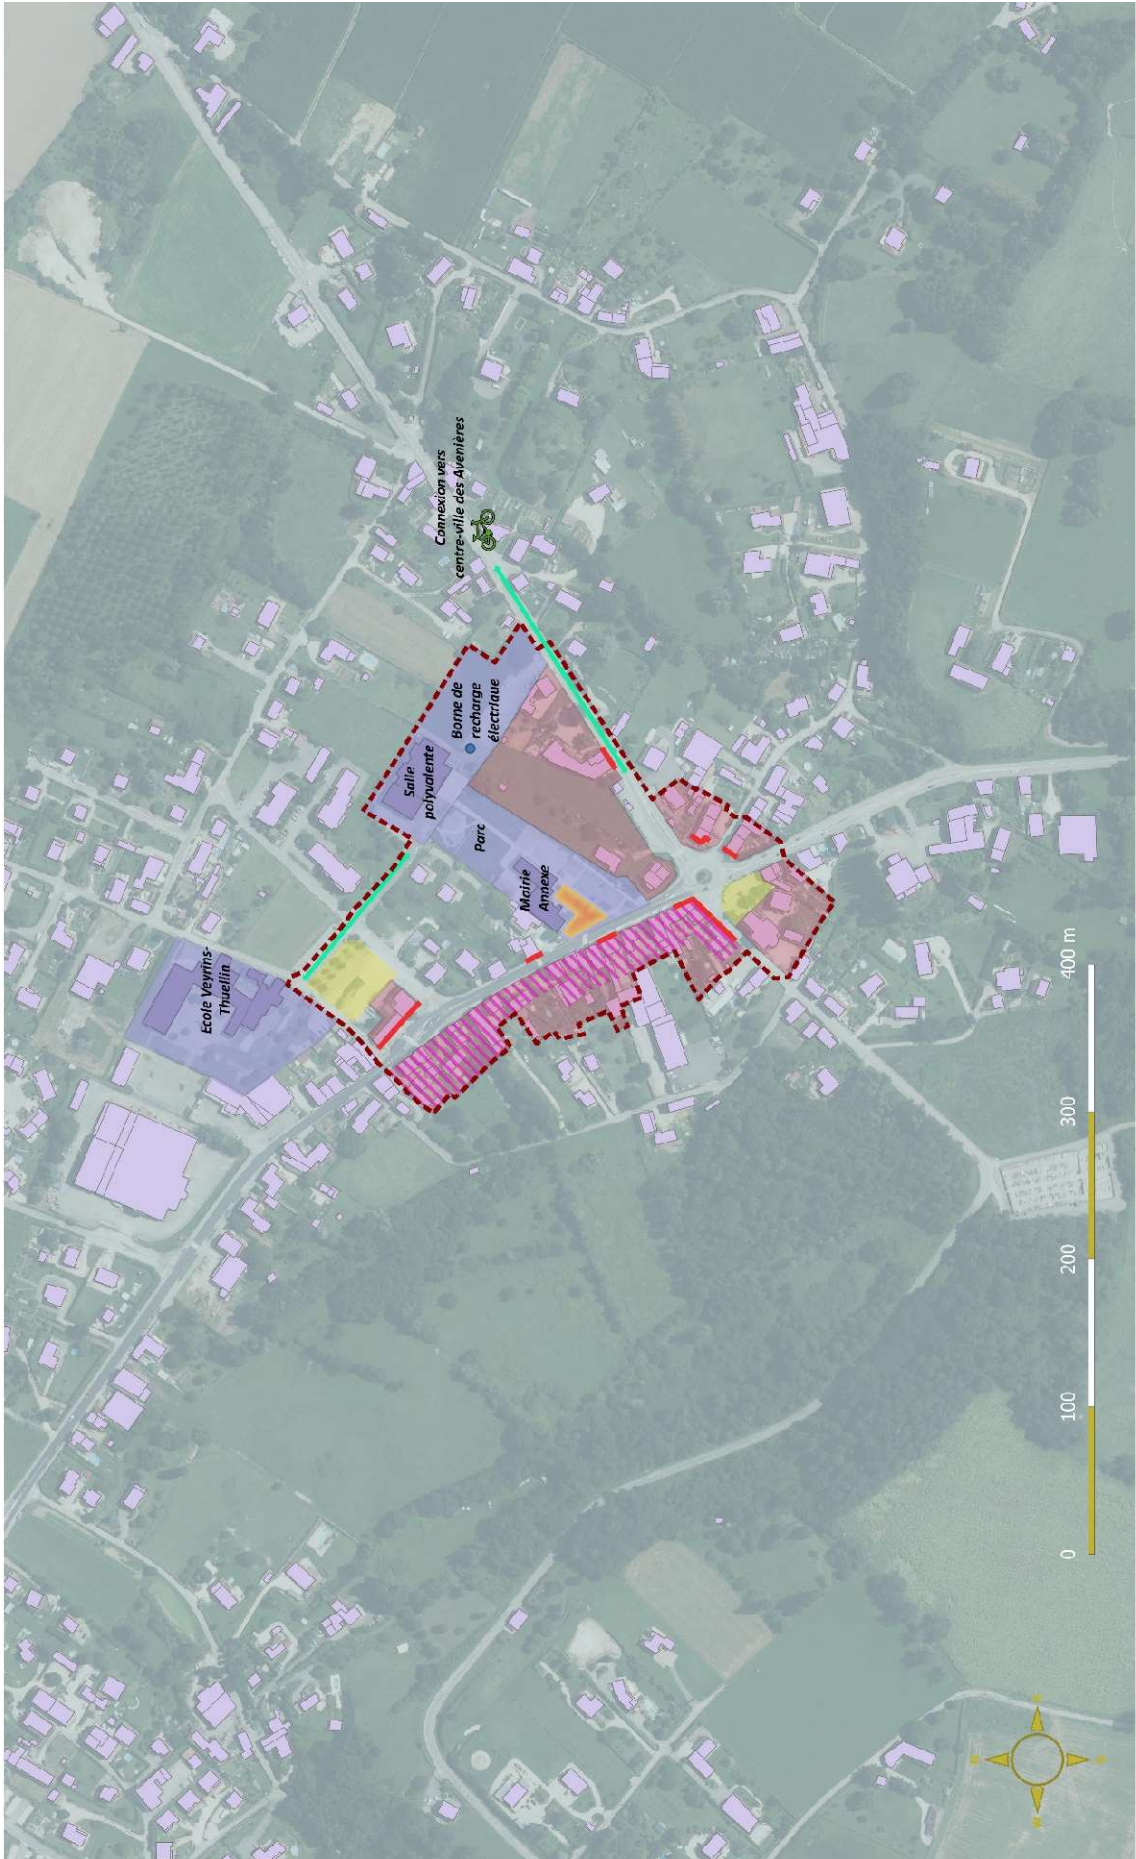 Ecole Veyrins-
Thuellin
Salle
polyvalente
Connexion vers
centre-ville des Avenières
Borne de
recharge
électrique
Parc
Mairie
Annexe
0 100 200 300 400 m